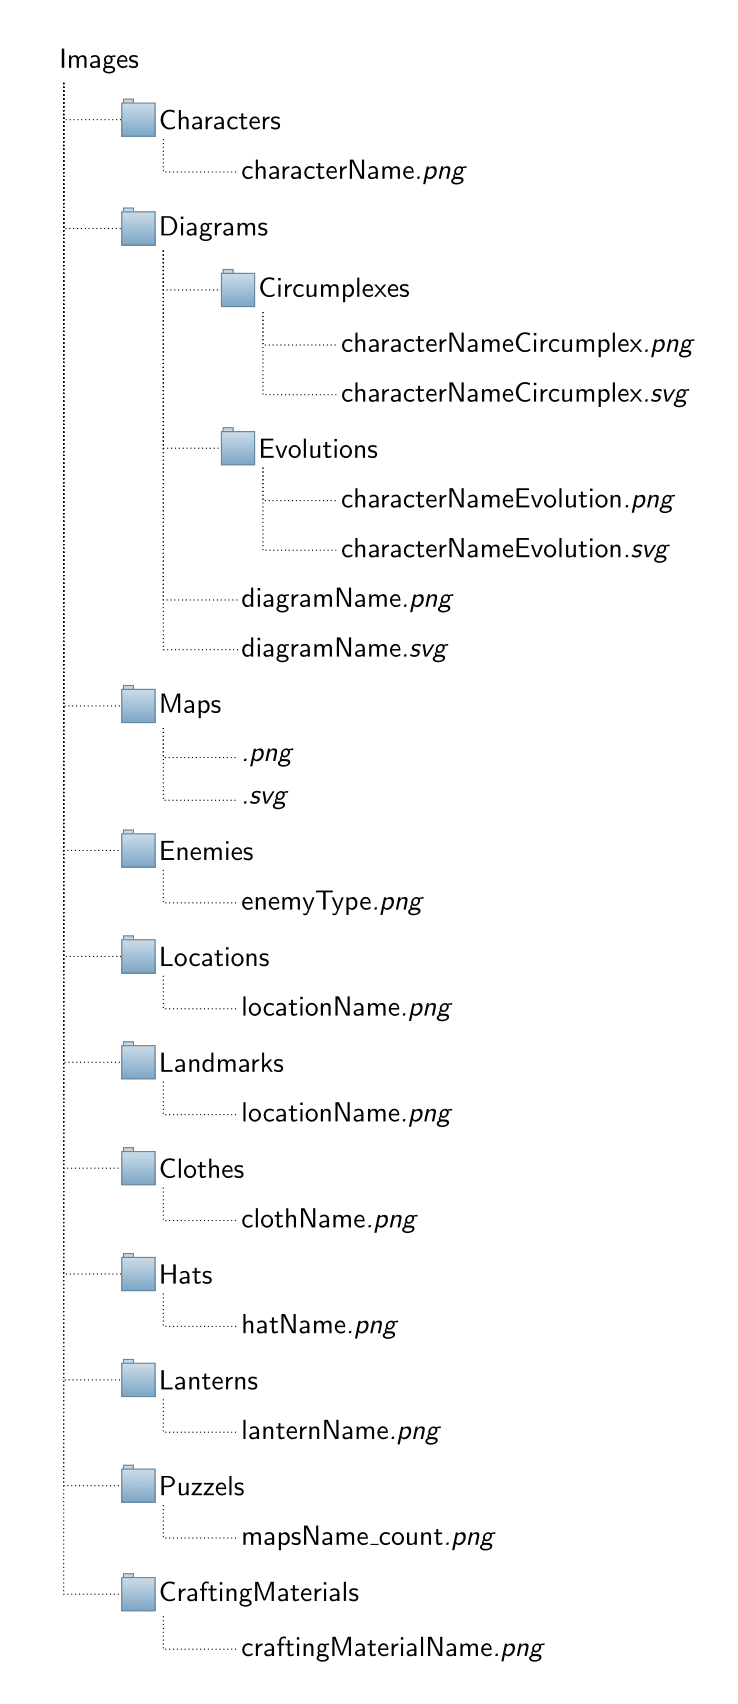 Images
Characters
characterName.png
Diagrams
Circumplexes
characterNameCircumplex.png
characterNameCircumplex.svg
Evolutions
characterNameEvolution.png
characterNameEvolution.svg
diagramName.png
diagramName.svg
Maps
.png
.svg
Enemies
enemyType.png
Locations
locationName.png
Landmarks
locationName.png
Clothes
clothName.png
Hats
hatName.png
Lanterns
lanternName.png
Puzzels
mapsName_count.png
CraftingMaterials
craftingMaterialName.png